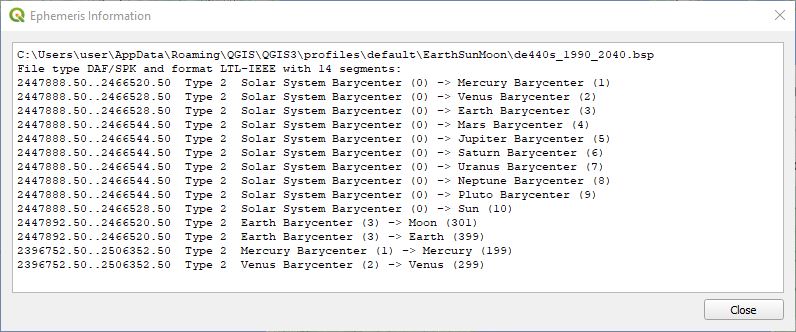 Ephemeris Information
C:\Users\user\AppData\Roaming\QGIS\QGIS3\profiles\default\EarthSunMoon\de440s_1990_2040.bsp
File type DAF/SPK and format LTL-IEEE with 14 segments:
2447888.50..2466520.50  Type 2  Solar System Barycenter (0) -> Mercury Barycenter (1)
2447888.50..2466528.50  Type 2  Solar System Barycenter (0) -> Venus Barycenter (2)
2447888.50..2466528.50  Type 2  Solar System Barycenter (0) -> Earth Barycenter (3)
2447888.50..2466544.50  Type 2  Solar System Barycenter (0) -> Mars Barycenter (4)
2447888.50..2466544.50  Type 2  Solar System Barycenter (0) -> Jupiter Barycenter (5)
2447888.50..2466544.50  Type 2  Solar System Barycenter (0) -> Saturn Barycenter (6)
2447888.50..2466544.50  Type 2  Solar System Barycenter (0) -> Uranus Barycenter (7)
2447888.50..2466544.50  Type 2  Solar System Barycenter (0) -> Neptune Barycenter (8)
2447888.50..2466544.50  Type 2  Solar System Barycenter (0) -> Pluto Barycenter (9)
2447888.50..2466528.50  Type 2  Solar System Barycenter (0) -> Sun (10)
2447892.50..2466520.50  Type 2  Earth Barycenter (3) -> Moon (301)
2447892.50..2466520.50  Type 2  Earth Barycenter (3) -> Earth (399)
2396752.50..2506352.50  Type 2  Mercury Barycenter (1) -> Mercury (199)
2396752.50..2506352.50  Type 2  Venus Barycenter (2) -> Venus (299)
Close